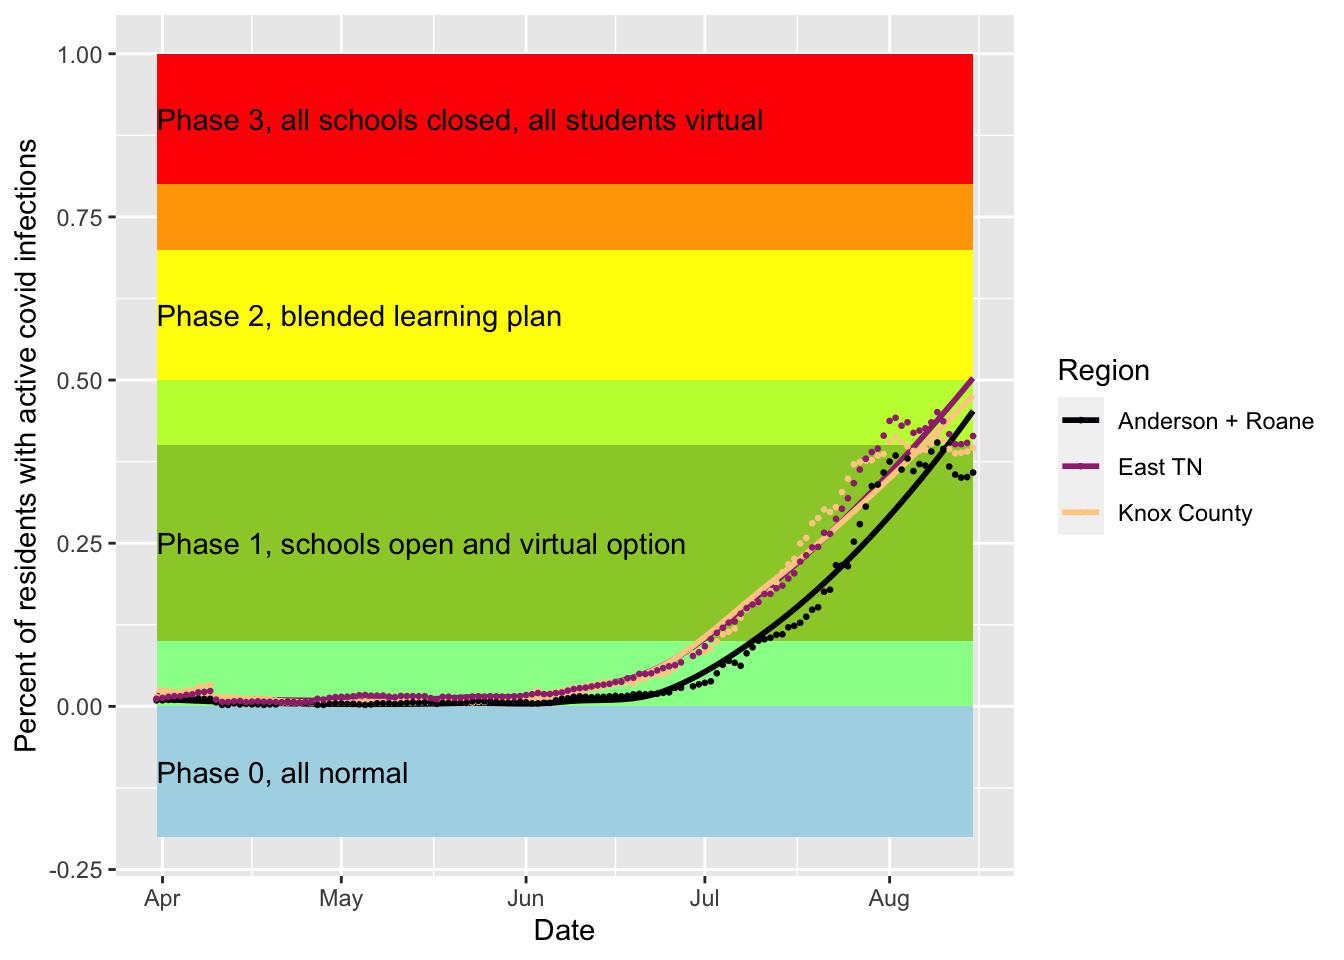 Percent of residents with active covid infections
1.00
0.75
0.50
0.25
0.00
-0.25
Phase 3, all schools closed, all students virtual
Phase 2, blended learning plan
Phase 1, schools open and virtual option
Phase 0, all normal
Apr May Jun Jul Aug
Date
Region
Anderson + Roane
East TN
Knox County